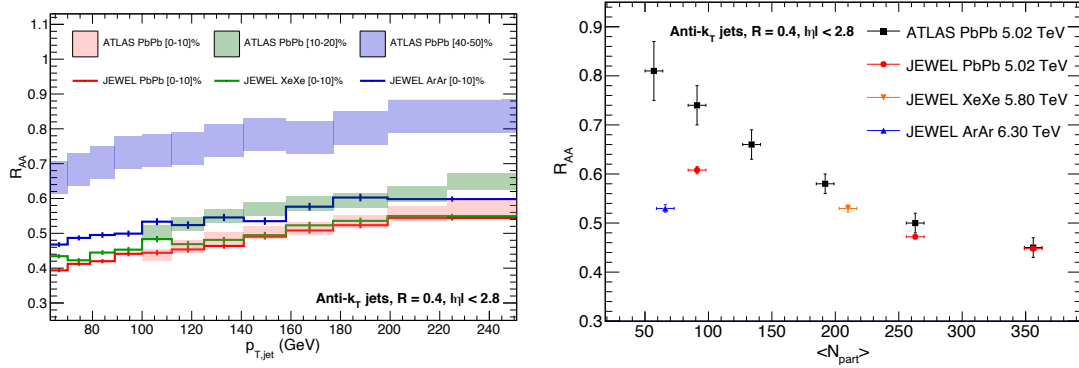 1.1
1
0.9
0.8
0.7
0.6
0.5
0.4
0.3
R_AA
ATLAS PbPb [0-10]%
ATLAS PbPb [10-20]%
ATLAS PbPb [40-50]%
JEWEL PbPb [0-10]%
JEWEL XeXe [0-10]%
JEWEL ArAr [0-10]%
Anti-k_T jets, R = 0.4, |η| < 2.8
80 100 120 140 160 180 200 220 240
p_T,jet (GeV)
0.9
0.8
0.7
0.6
0.5
0.4
0.3
R_AA
Anti-k_T jets, R = 0.4, |η| < 2.8
ATLAS PbPb 5.02 TeV
JEWEL PbPb 5.02 TeV
JEWEL XeXe 5.80 TeV
JEWEL ArAr 6.30 TeV
50 100 150 200 250 300 350
<N_part>